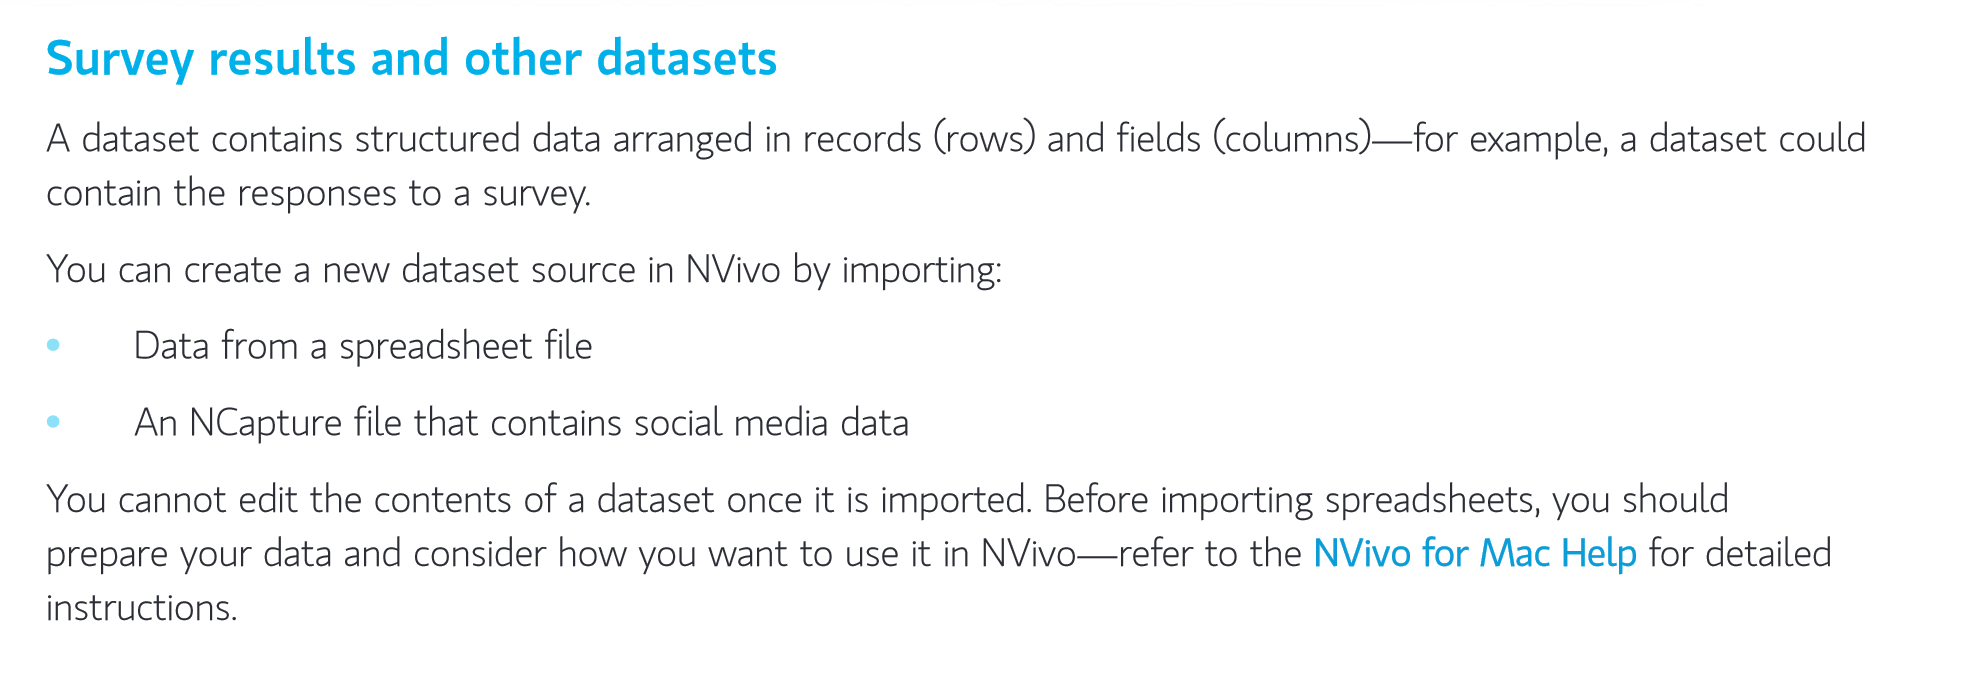 Survey results and other datasets
A dataset contains structured data arranged in records (rows) and fields (columns)—for example, a dataset could
contain the responses to a survey.
You can create a new dataset source in NVivo by importing:
• Data from a spreadsheet file
• An NCapture file that contains social media data
You cannot edit the contents of a dataset once it is imported. Before importing spreadsheets, you should
prepare your data and consider how you want to use it in NVivo—refer to the NVivo for Mac Help for detailed
instructions.